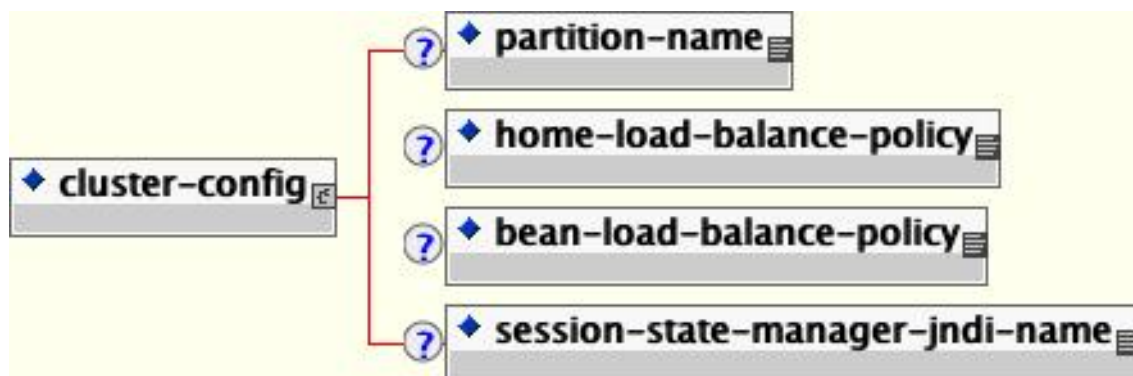 ? partition-name
? home-load-balance-policy
cluster-config
? bean-load-balance-policy
? session-state-manager-jndi-name